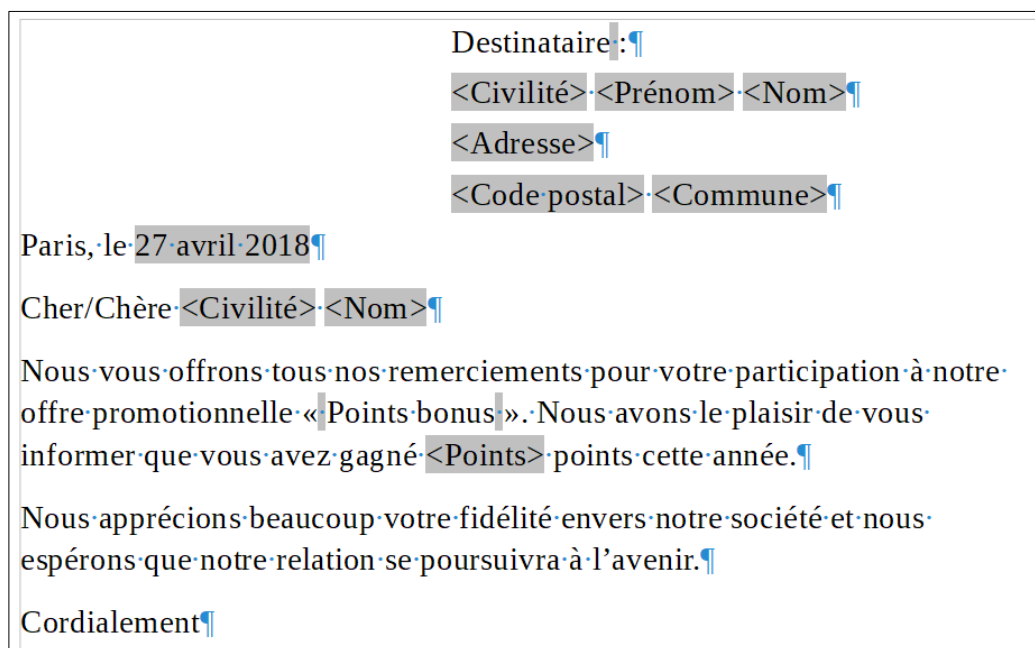 Destinataire :¶
<Civilité> <Prénom> <Nom>¶
<Adresse>¶
<Code postal> <Commune>¶
Paris, le 27 avril 2018¶
Cher/Chère <Civilité> <Nom>¶
Nous vous offrons tous nos remerciements pour votre participation à notre
offre promotionnelle « Points bonus ». Nous avons le plaisir de vous
informer que vous avez gagné <Points> points cette année.¶
Nous apprécions beaucoup votre fidélité envers notre société et nous
espérons que notre relation se poursuivra à l’avenir.¶
Cordialement¶